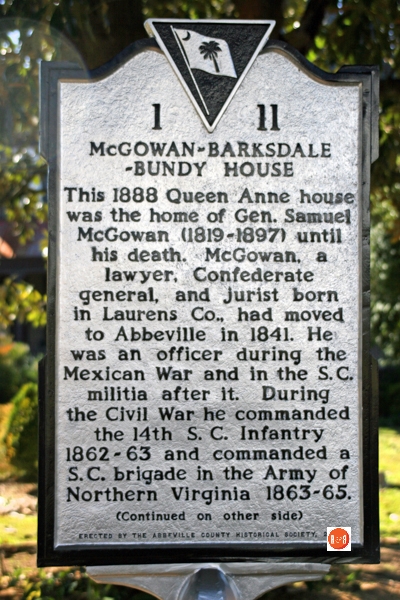 1 11
McGOWAN-BARKSDALE
-BUNDY HOUSE
This 1888 Queen Anne house
was the home of Gen. Samuel
McGowan (1819-1897) until
his death. McGowan, a
lawyer, Confederate
general, and jurist born
in Laurens Co., had moved
to Abbeville in 1841. He
was an officer during the
Mexican War and in the S.C.
militia after it. During
the Civil War he commanded
the 14th S. C. Infantry
1862-63 and commanded a
S.C. brigade in the Army of
Northern Virginia 1863-65.
(Continued on other side)
ERECTED BY THE ABBEVILLE COUNTY HISTORICAL SOCIETY,